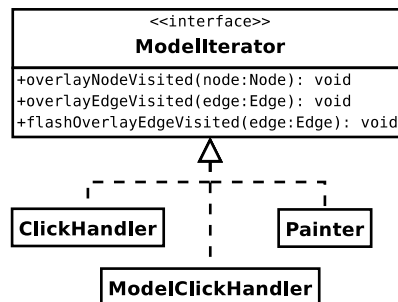 <<interface>>
ModelIterator
+overlayNodeVisited(node:Node): void
+overlayEdgeVisited(edge:Edge): void
+flashOverlayEdgeVisited(edge:Edge): void
ClickHandler
Painter
ModelClickHandler